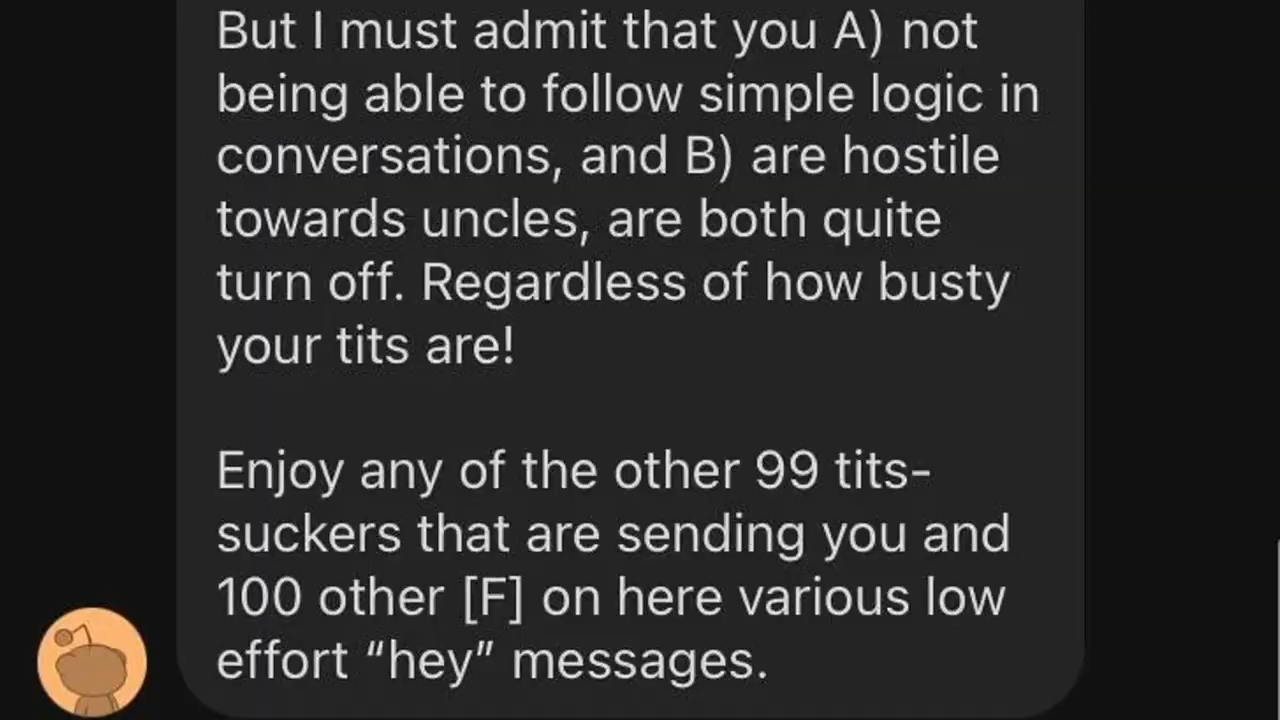 But I must admit that you A) not
being able to follow simple logic in
conversations, and B) are hostile
towards uncles, are both quite
turn off. Regardless of how busty
your tits are!
Enjoy any of the other 99 tits-
suckers that are sending you and
100 other [F] on here various low
effort “hey” messages.